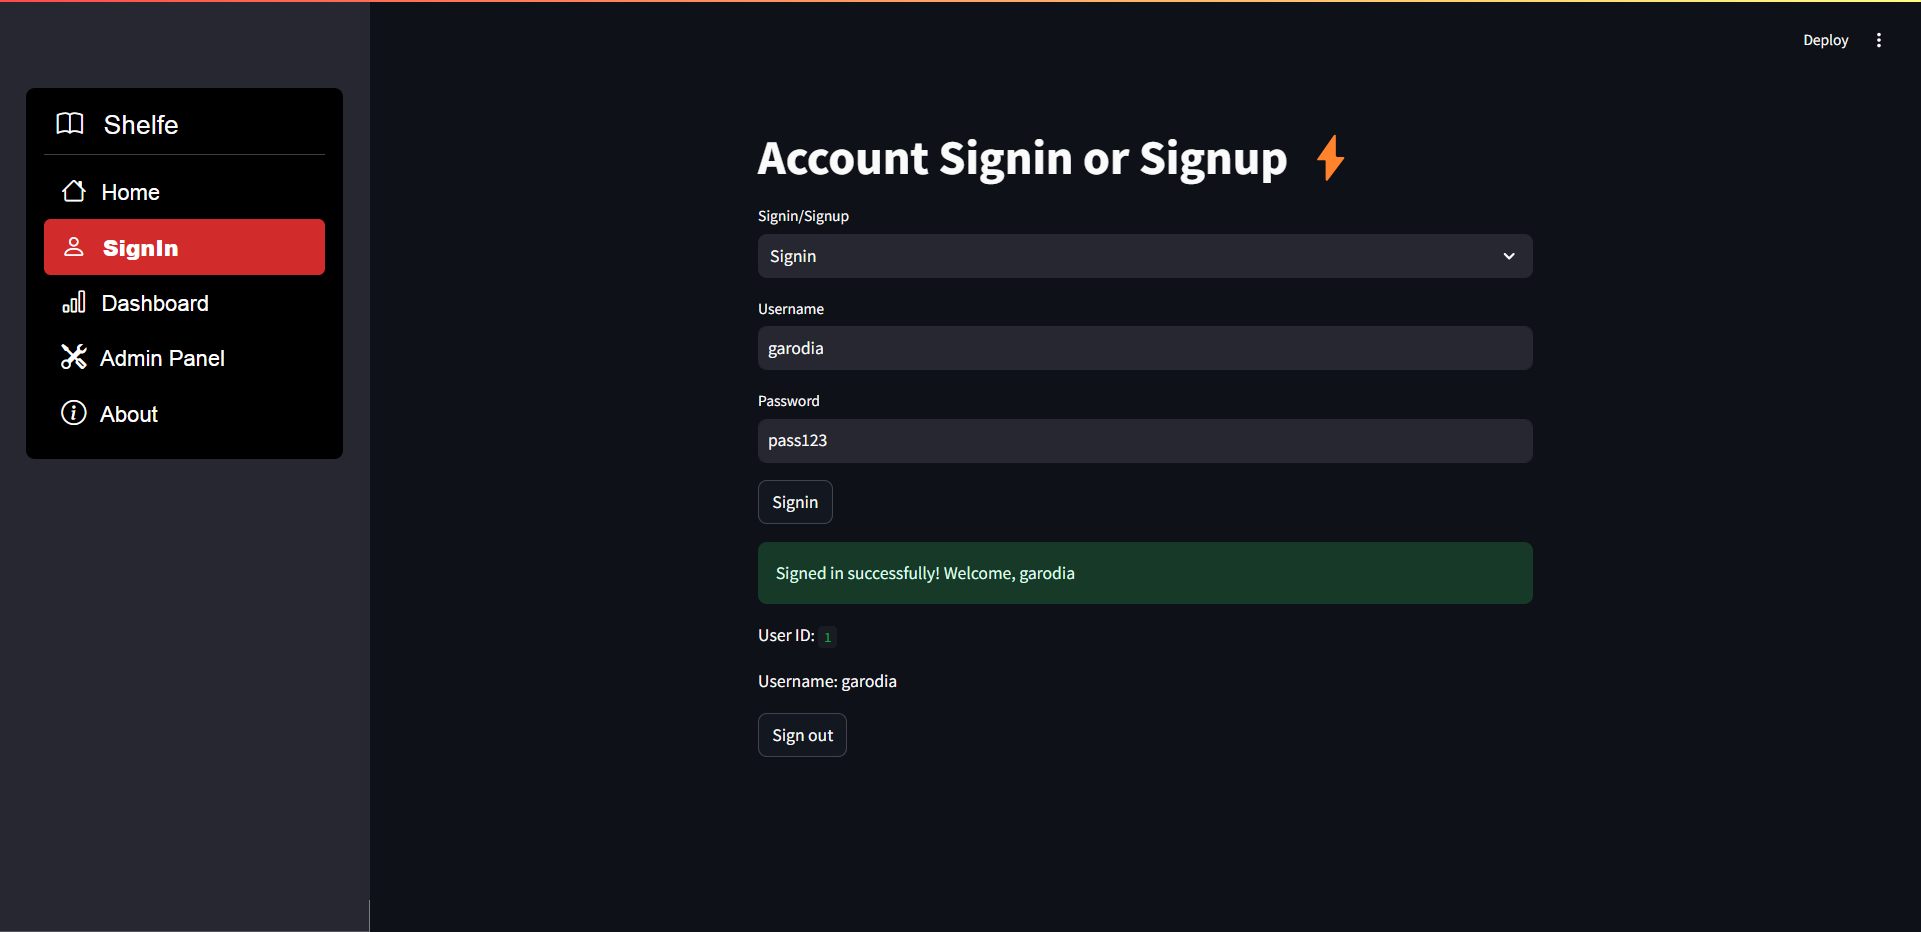 Deploy
Shelfe
Home
SignIn
Dashboard
Admin Panel
About
Account Signin or Signup
Signin/Signup
Signin
Username
garodia
Password
pass123
Signin
Signed in successfully! Welcome, garodia
User ID: 1
Username: garodia
Sign out